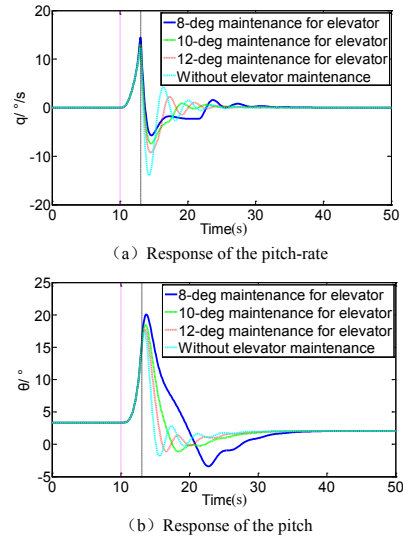 20
10
0
-10
-20
q/ °/s
8-deg maintenance for elevator
10-deg maintenance for elevator
12-deg maintenance for elevator
Without elevator maintenance
0 10 20 30 40 50
Time(s)
(a) Response of the pitch-rate
25
20
15
10
5
0
-5
θ/ °
8-deg maintenance for elevator
10-deg maintenance for elevator
12-deg maintenance for elevator
Without elevator maintenance
0 10 20 30 40 50
Time(s)
(b) Response of the pitch